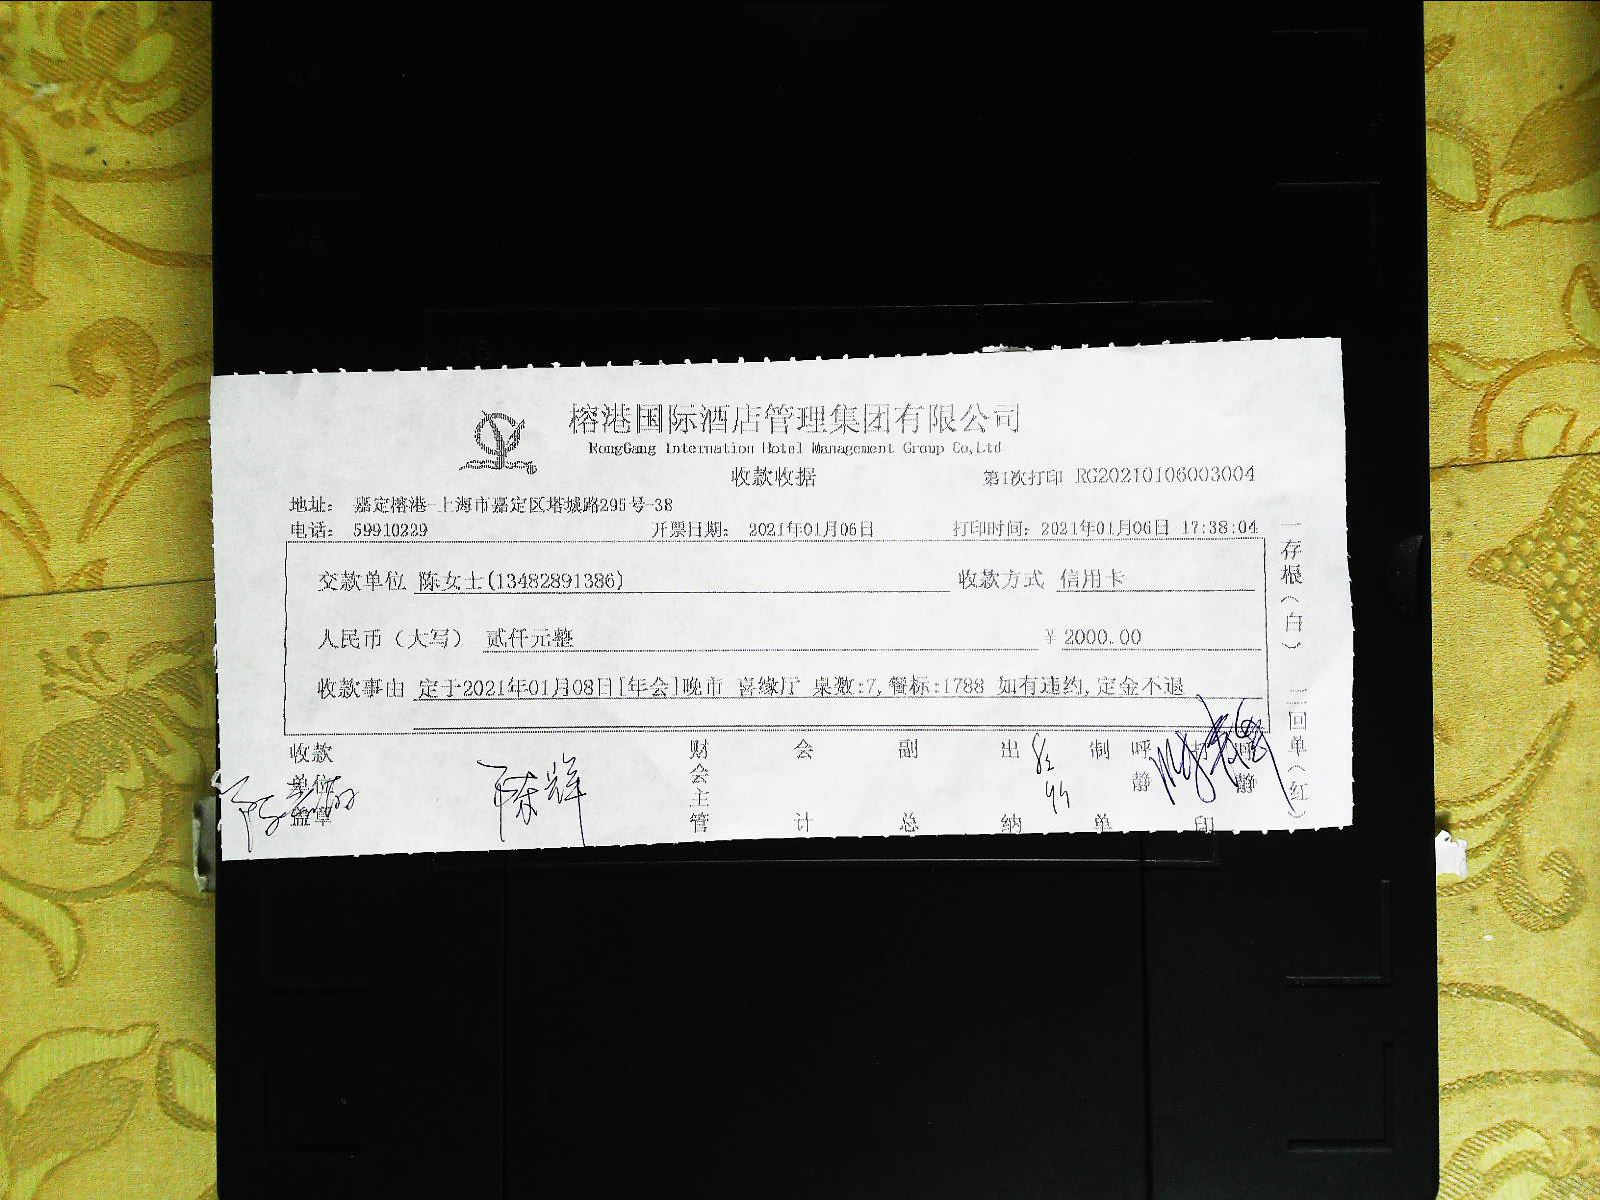 榕港国际酒店管理集团有限公司
RongGang Internation Hotel Management Group Co,Ltd
收款收据
第1次打印 RG20210106003004
地址： 嘉定榕港-上海市嘉定区塔城路295号-38
电话： 59910229 开票日期： 2021年01月06日 打印时间：2021年01月06日 17:38:04
交款单位 陈女士(13482891386) 收款方式 信用卡
人民币（大写） 贰仟元整 ￥2000.00
收款事由 定于2021年01月08日[年会]晚市 喜缘厅 桌数:7,餐标:1788 如有违约,定金不退
收款单位盖章
陈辉
财会主管
会计
副总
出纳
制单
呼静
打印
呼静
一存根（白） 二回单（红）